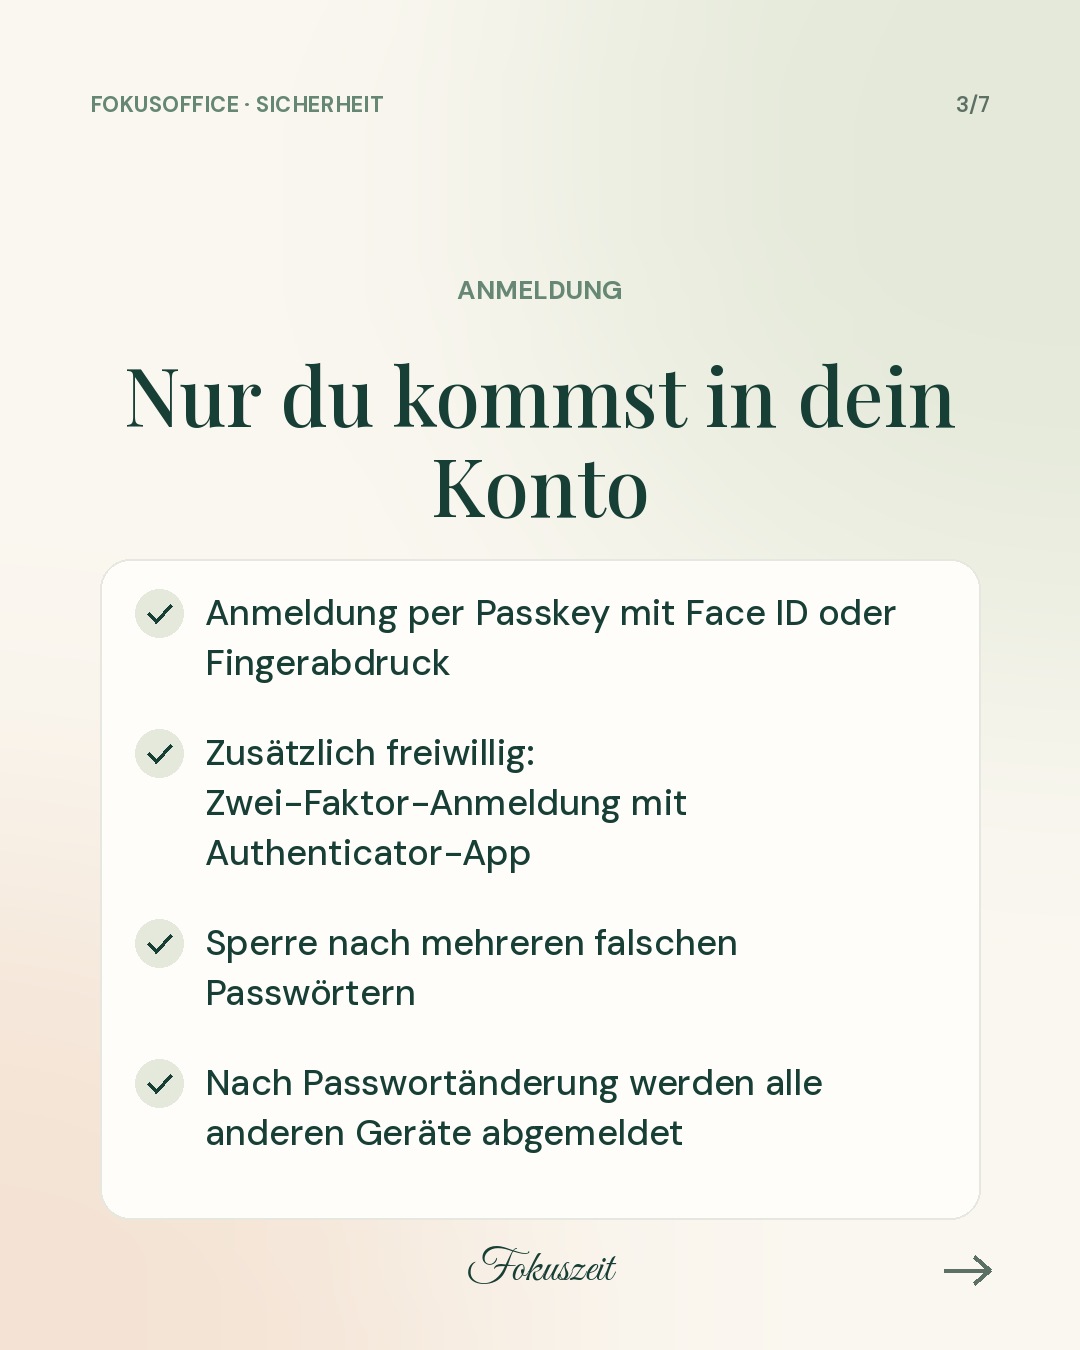 FOKUSOFFICE · SICHERHEIT
3/7
ANMELDUNG
Nur du kommst in dein
Konto
Anmeldung per Passkey mit Face ID oder
Fingerabdruck
Zusätzlich freiwillig:
Zwei-Faktor-Anmeldung mit
Authenticator-App
Sperre nach mehreren falschen
Passwörtern
Nach Passwortänderung werden alle
anderen Geräte abgemeldet
Fokuszeit